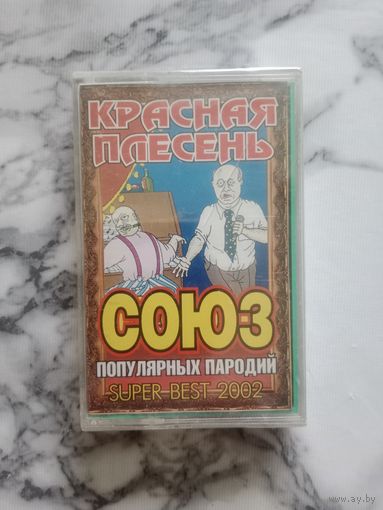 КРАСНАЯ
ПЛЕСЕНЬ
СОЮЗ
ПОПУЛЯРНЫХ ПАРОДИЙ
SUPER BEST 2002
www.ay.by